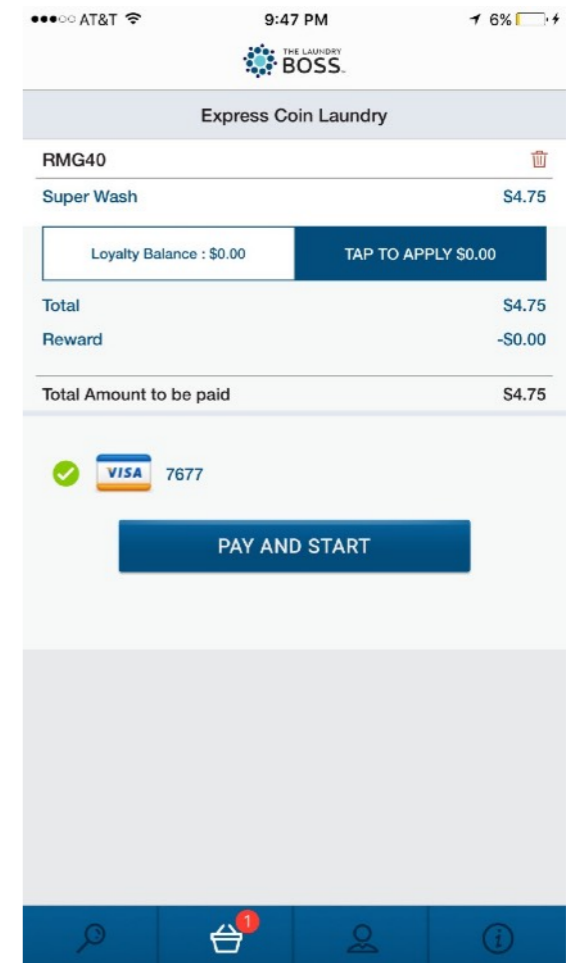 AT&T 9:47 PM 6%
THE LAUNDRY
BOSS™
Express Coin Laundry
RMG40
Super Wash $4.75
Loyalty Balance : $0.00 TAP TO APPLY $0.00
Total $4.75
Reward -$0.00
Total Amount to be paid $4.75
VISA 7677
PAY AND START
1
i